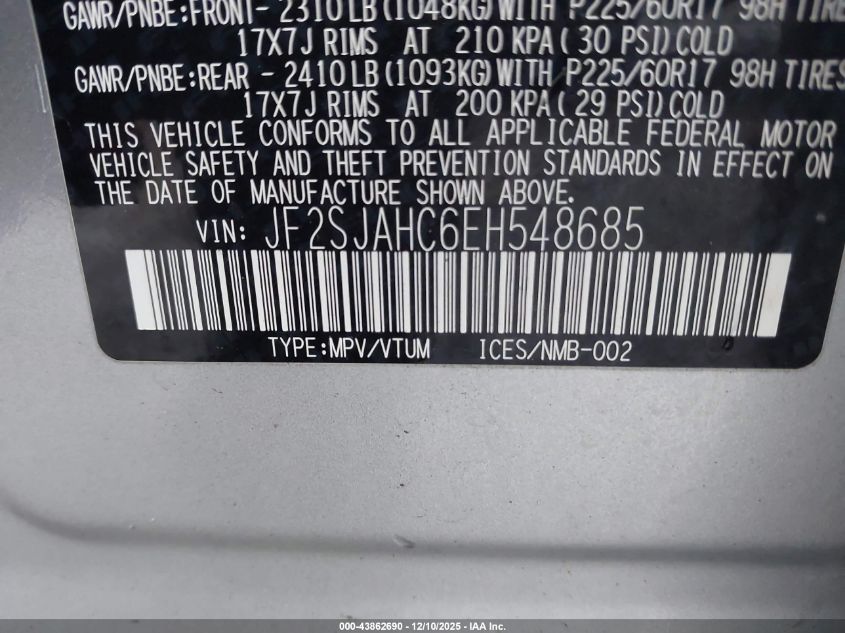 GAWR/PNBE:FRONT- 2310 LB (1048KG) WITH P225/60R17 98H TIRE
17X7J RIMS AT 210 KPA( 30 PSI)COLD
GAWR/PNBE:REAR - 2410 LB (1093KG) WITH P225/60R17 98H TIRES
17X7J RIMS AT 200 KPA( 29 PSI)COLD
THIS VEHICLE CONFORMS TO ALL APPLICABLE FEDERAL MOTOR
VEHICLE SAFETY AND THEFT PREVENTION STANDARDS IN EFFECT ON
THE DATE OF MANUFACTURE SHOWN ABOVE.
VIN: JF2SJAHC6EH548685
TYPE:MPV/VTUM ICES/NMB-002
000-43862690 - 12/10/2025 - IAA Inc.